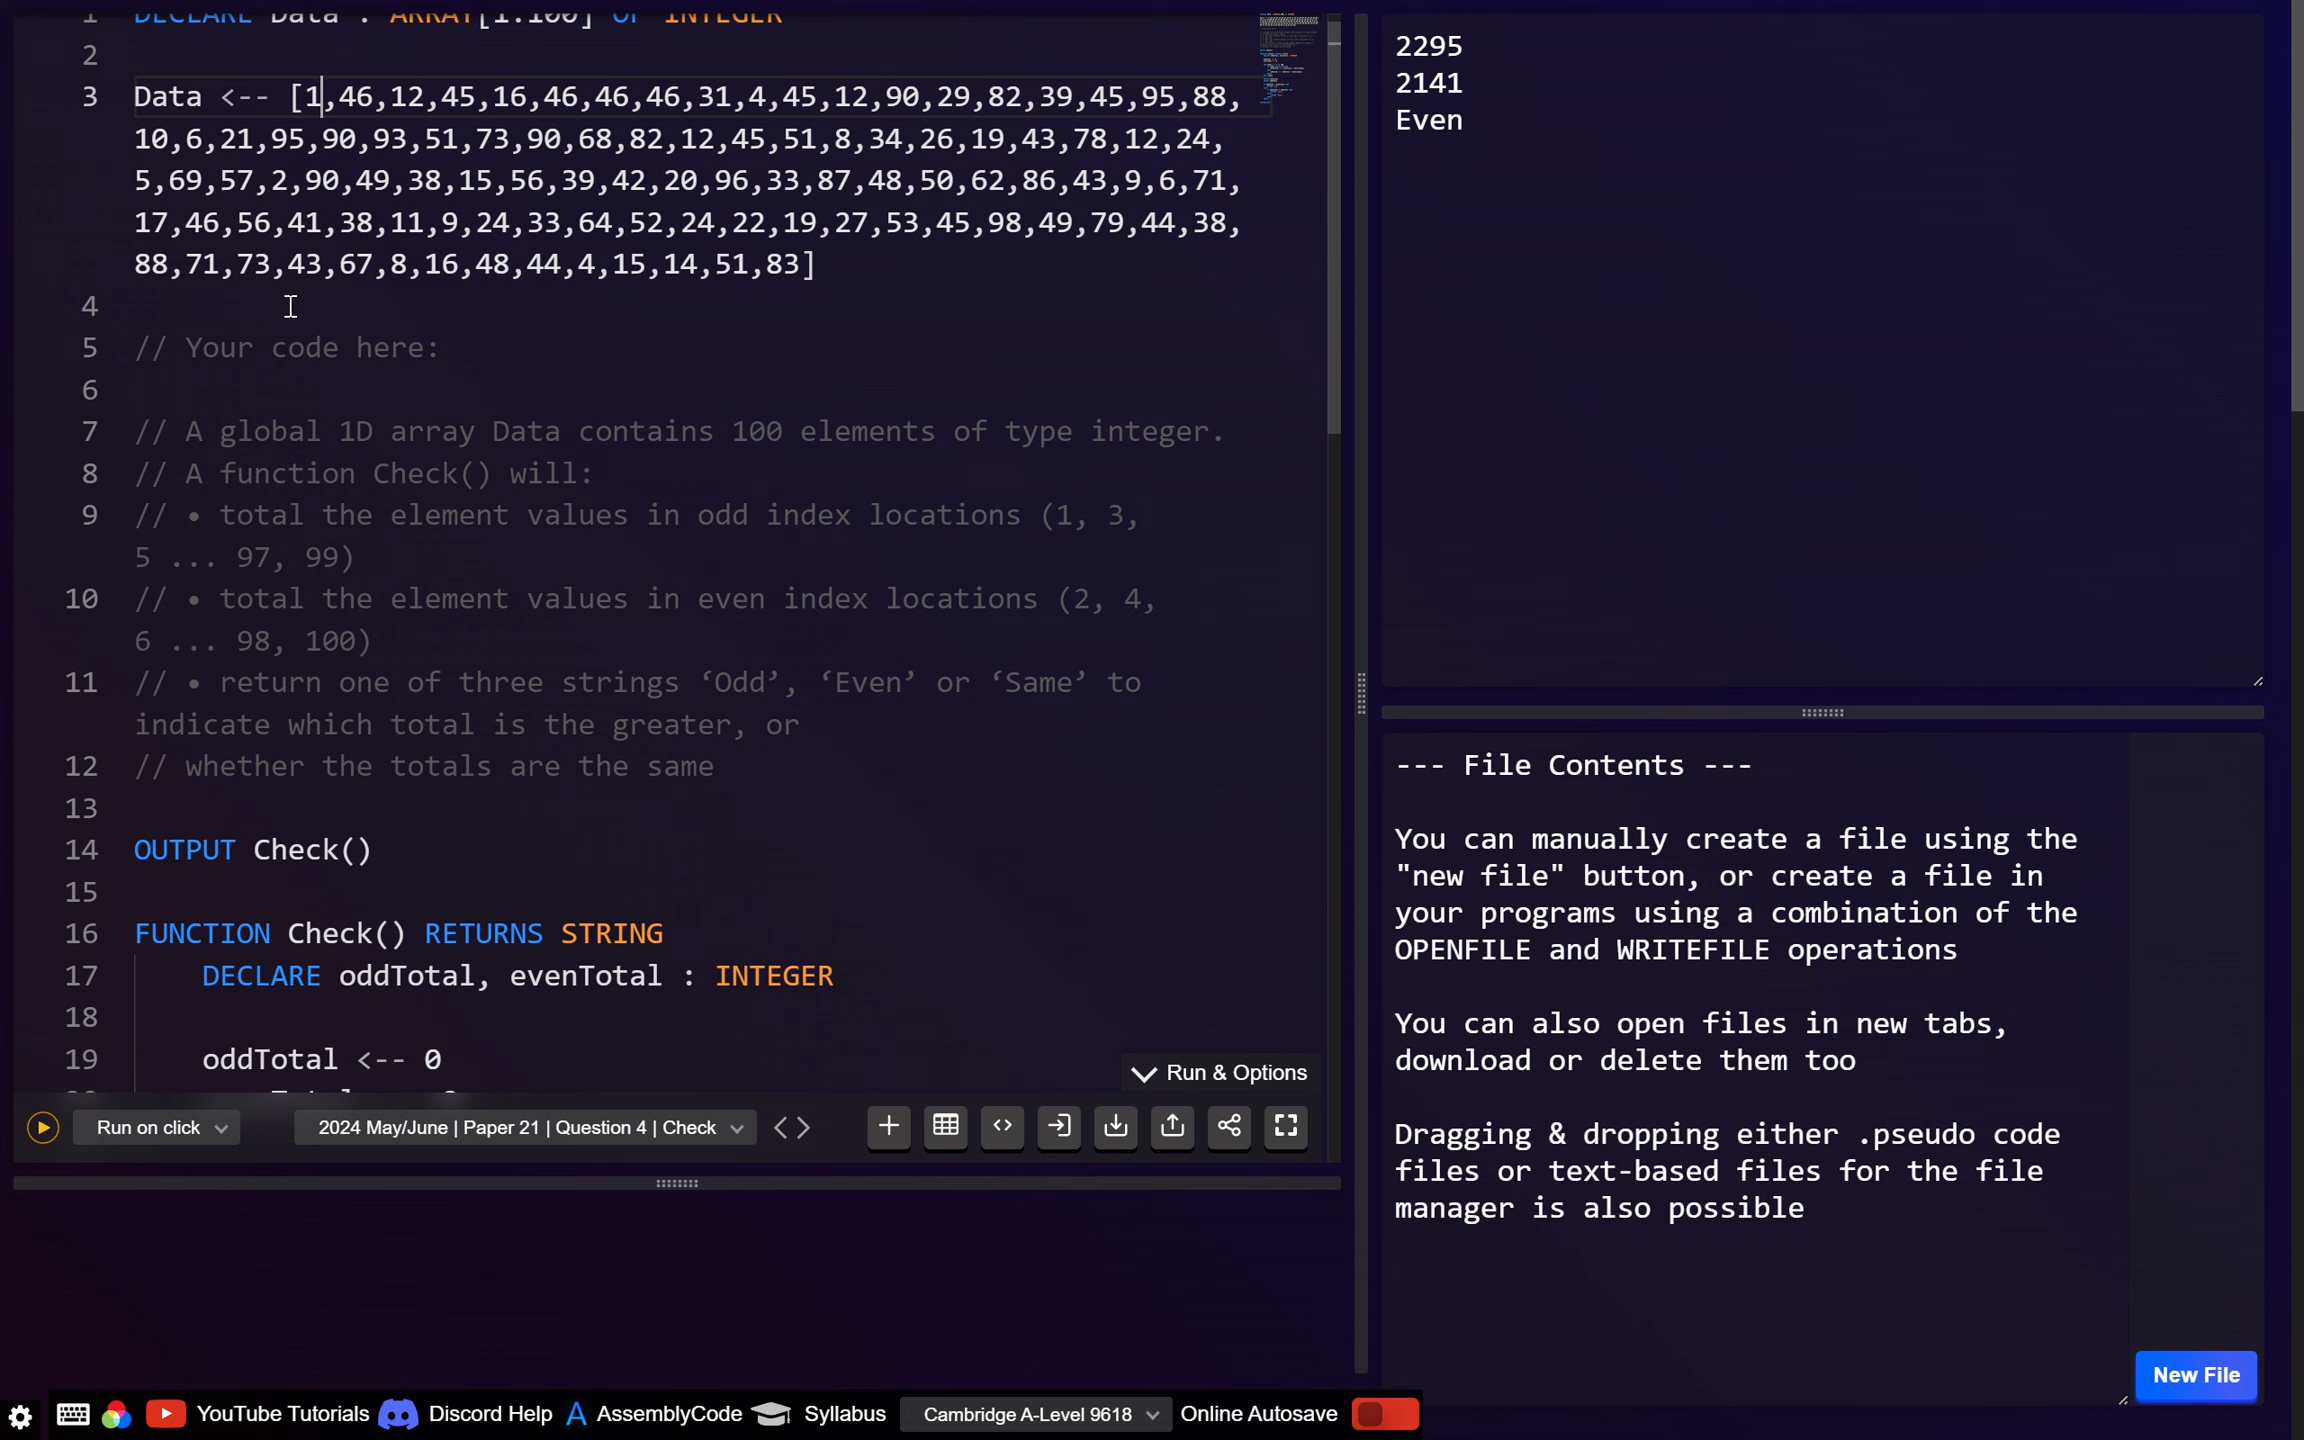 1 DECLARE Data : ARRAY[1:100] OF INTEGER
2
3 Data <-- [1,46,12,45,16,46,46,46,31,4,45,12,90,29,82,39,45,95,88,
10,6,21,95,90,93,51,73,90,68,82,12,45,51,8,34,26,19,43,78,12,24,
5,69,57,2,90,49,38,15,56,39,42,20,96,33,87,48,50,62,86,43,9,6,71,
17,46,56,41,38,11,9,24,33,64,52,24,22,19,27,53,45,98,49,79,44,38,
88,71,73,43,67,8,16,48,44,4,15,14,51,83]
4
5 // Your code here:
6
7 // A global 1D array Data contains 100 elements of type integer.
8 // A function Check() will:
9 // • total the element values in odd index locations (1, 3,
5 ... 97, 99)
10 // • total the element values in even index locations (2, 4,
6 ... 98, 100)
11 // • return one of three strings ‘Odd’, ‘Even’ or ‘Same’ to
indicate which total is the greater, or
12 // whether the totals are the same
13
14 OUTPUT Check()
15
16 FUNCTION Check() RETURNS STRING
17 DECLARE oddTotal, evenTotal : INTEGER
18
19 oddTotal <-- 0
Run & Options
Run on click
2024 May/June | Paper 21 | Question 4 | Check
2295
2141
Even
--- File Contents ---
You can manually create a file using the
"new file" button, or create a file in
your programs using a combination of the
OPENFILE and WRITEFILE operations
You can also open files in new tabs,
download or delete them too
Dragging & dropping either .pseudo code
files or text-based files for the file
manager is also possible
New File
YouTube Tutorials
Discord Help
AssemblyCode
Syllabus
Cambridge A-Level 9618
Online Autosave